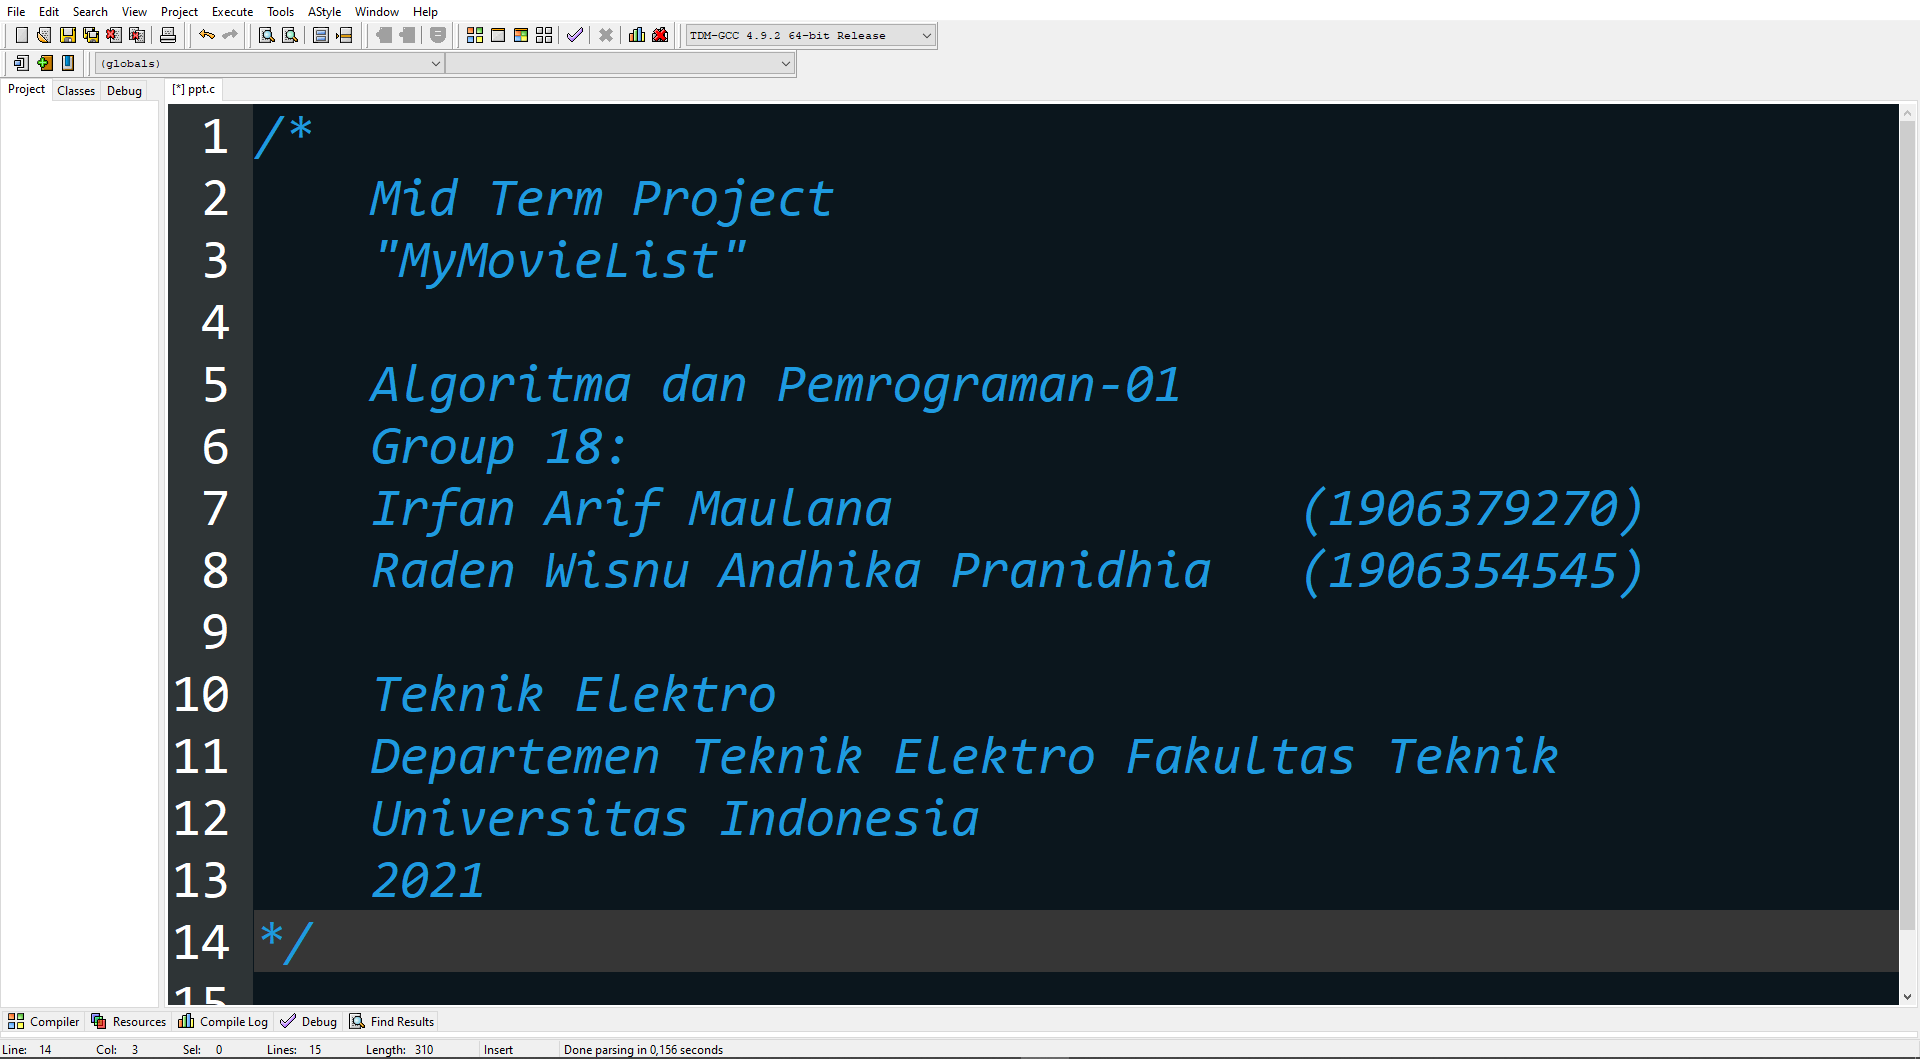 File Edit Search View Project Execute Tools AStyle Window Help
TDM-GCC 4.9.2 64-bit Release
(globals)
Project Classes Debug [*] ppt.c
1 /*
2 Mid Term Project
3 "MyMovieList"
4
5 Algoritma dan Pemrograman-01
6 Group 18:
7 Irfan Arif Maulana (1906379270)
8 Raden Wisnu Andhika Pranidhia (1906354545)
9
10 Teknik Elektro
11 Departemen Teknik Elektro Fakultas Teknik
12 Universitas Indonesia
13 2021
14 */
15
Compiler Resources Compile Log Debug Find Results
Line: 14 Col: 3 Sel: 0 Lines: 15 Length: 310 Insert Done parsing in 0,156 seconds